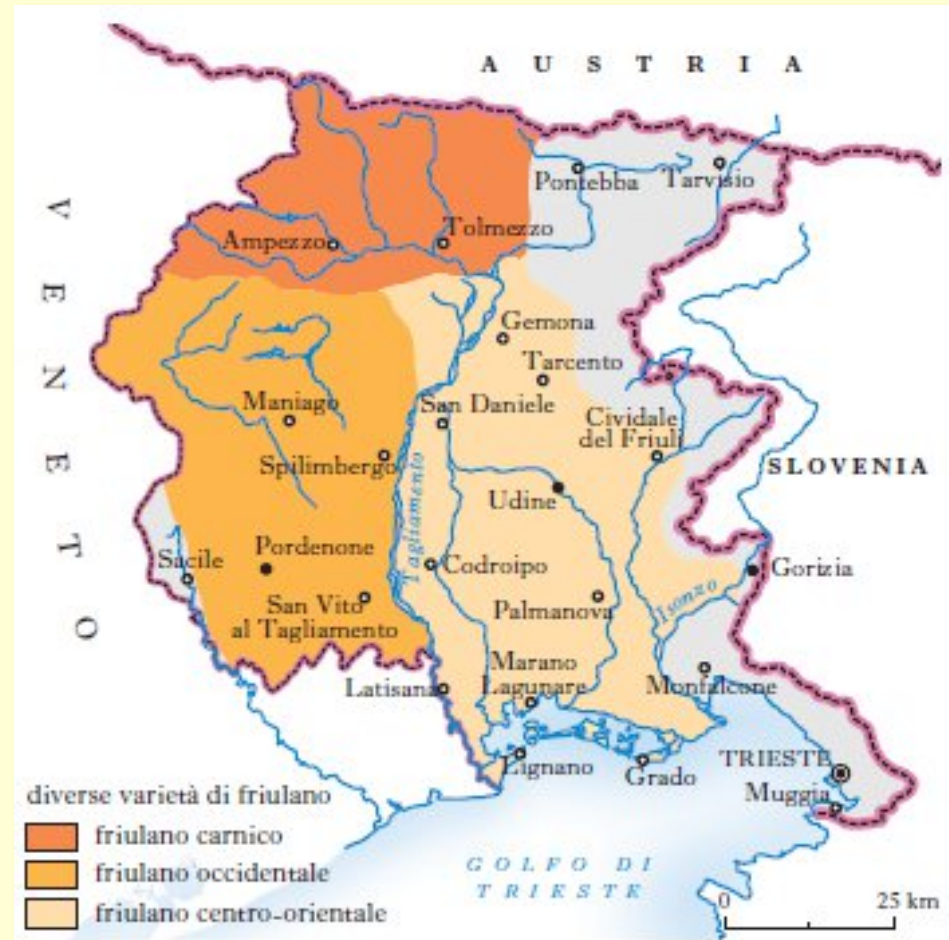 AUSTRIA
Pontebba
Tarvisio
VENETO
Ampezzo
Tolmezzo
Gemona
Tarcento
Maniago
San Daniele
Cividale
del Friuli
Spilimbergo
Tagliamento
SLOVENIA
Udine
Sacile
Pordenone
Codroipo
Gorizia
San Vito
al Tagliamento
Palmanova
Isonzo
Marano
Lagunare
Latisana
Monfalcone
Lignano
Grado
TRIESTE
Muggia
diverse varietà di friulano
friulano carnico
friulano occidentale
friulano centro-orientale
GOLFO DI
TRIESTE
0 25 km